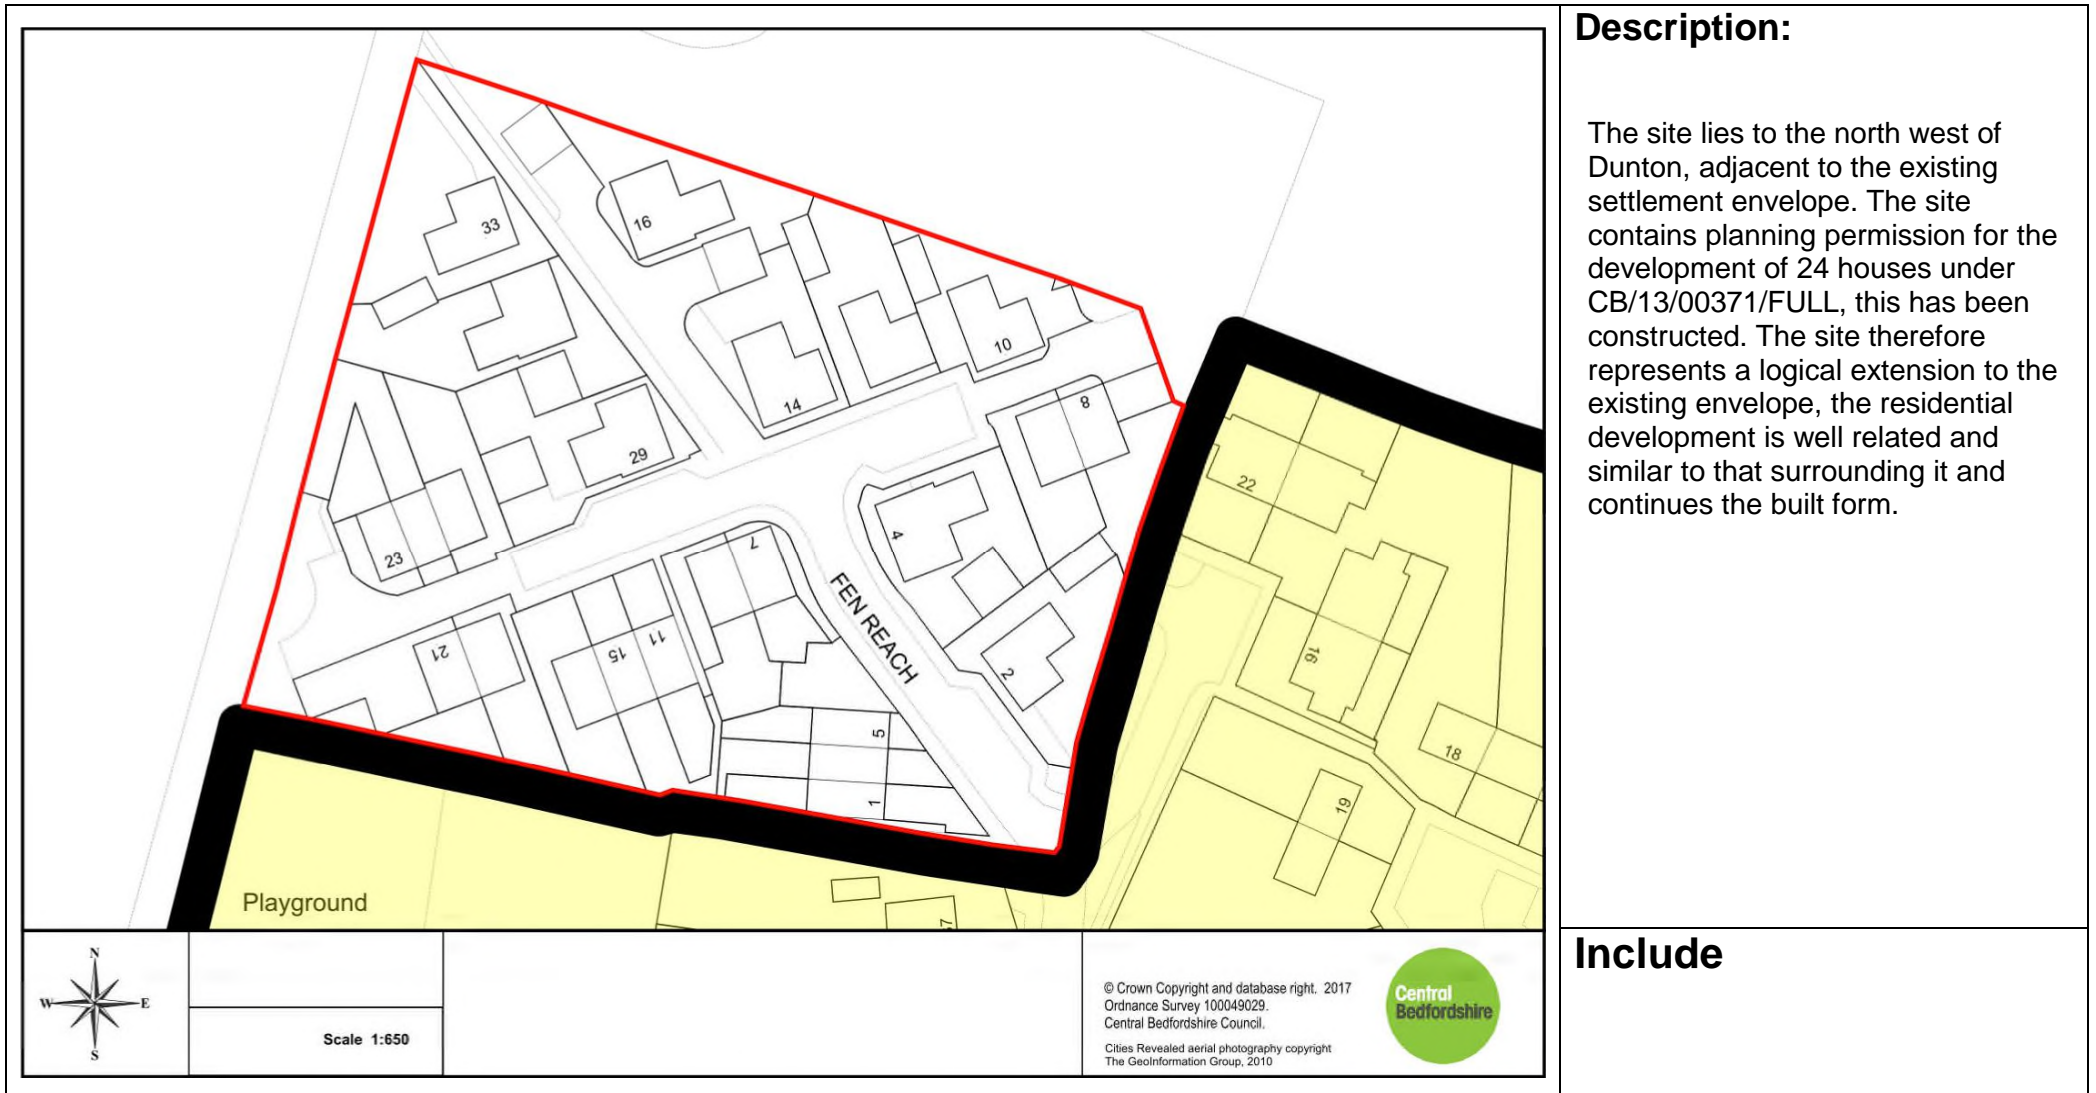 Description:
The site lies to the north west of
Dunton, adjacent to the existing
settlement envelope. The site
contains planning permission for the
development of 24 houses under
CB/13/00371/FULL, this has been
constructed. The site therefore
represents a logical extension to the
existing envelope, the residential
development is well related and
similar to that surrounding it and
continues the built form.
Include
33
16
14
10
8
29
23
21
15
11
7
4
2
5
1
FEN REACH
22
16
18
19
Playground
N
W
E
S
Scale 1:650
© Crown Copyright and database right. 2017
Ordnance Survey 100049029.
Central Bedfordshire Council.
Cities Revealed aerial photography copyright
The GeoInformation Group, 2010
Central
Bedfordshire